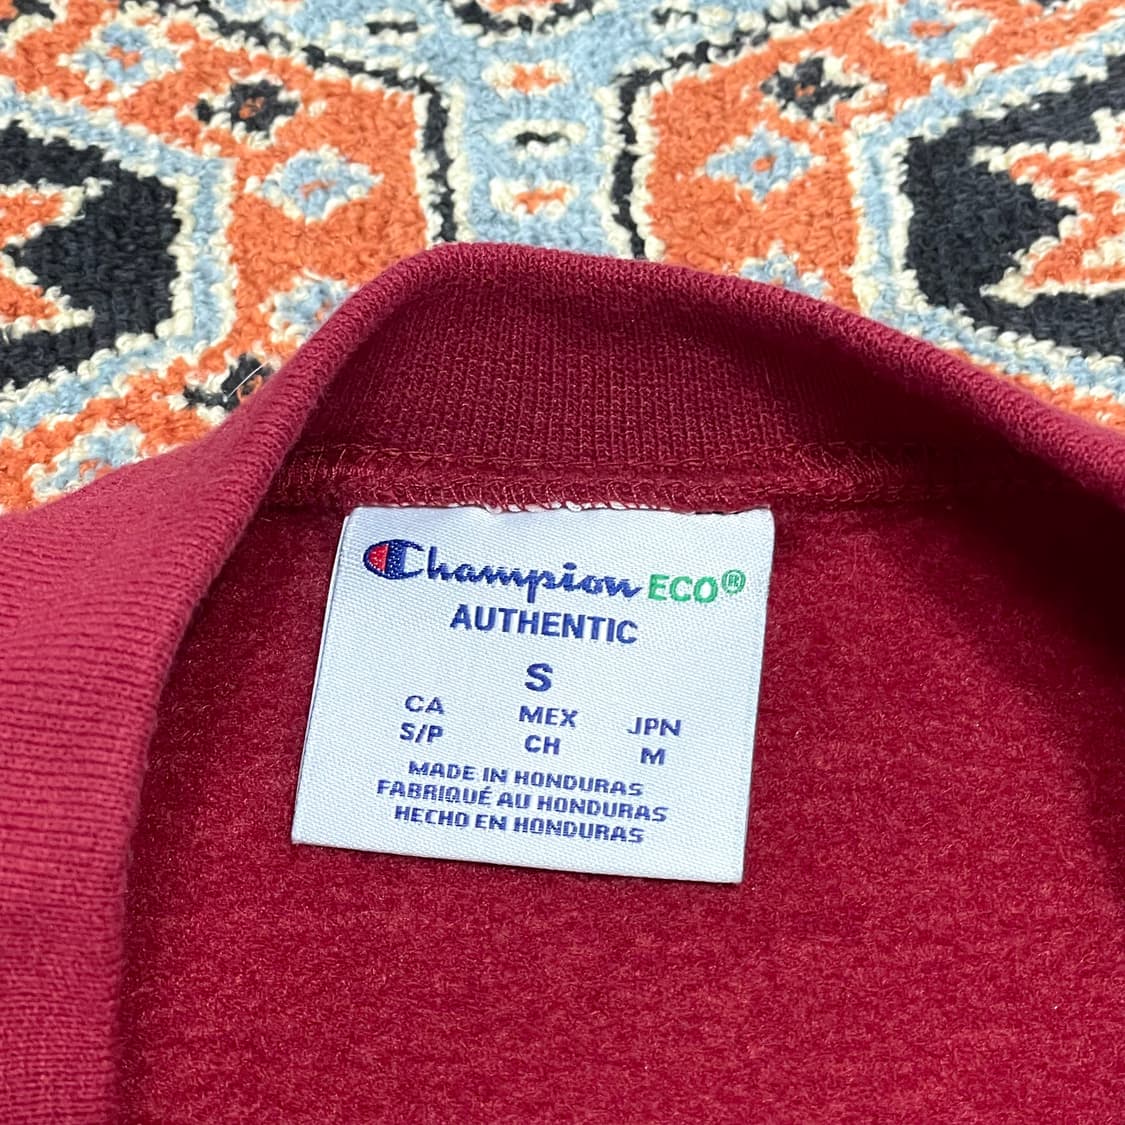 Champion ECO®
AUTHENTIC
S
CA MEX JPN
S/P CH M
MADE IN HONDURAS
FABRIQUÉ AU HONDURAS
HECHO EN HONDURAS